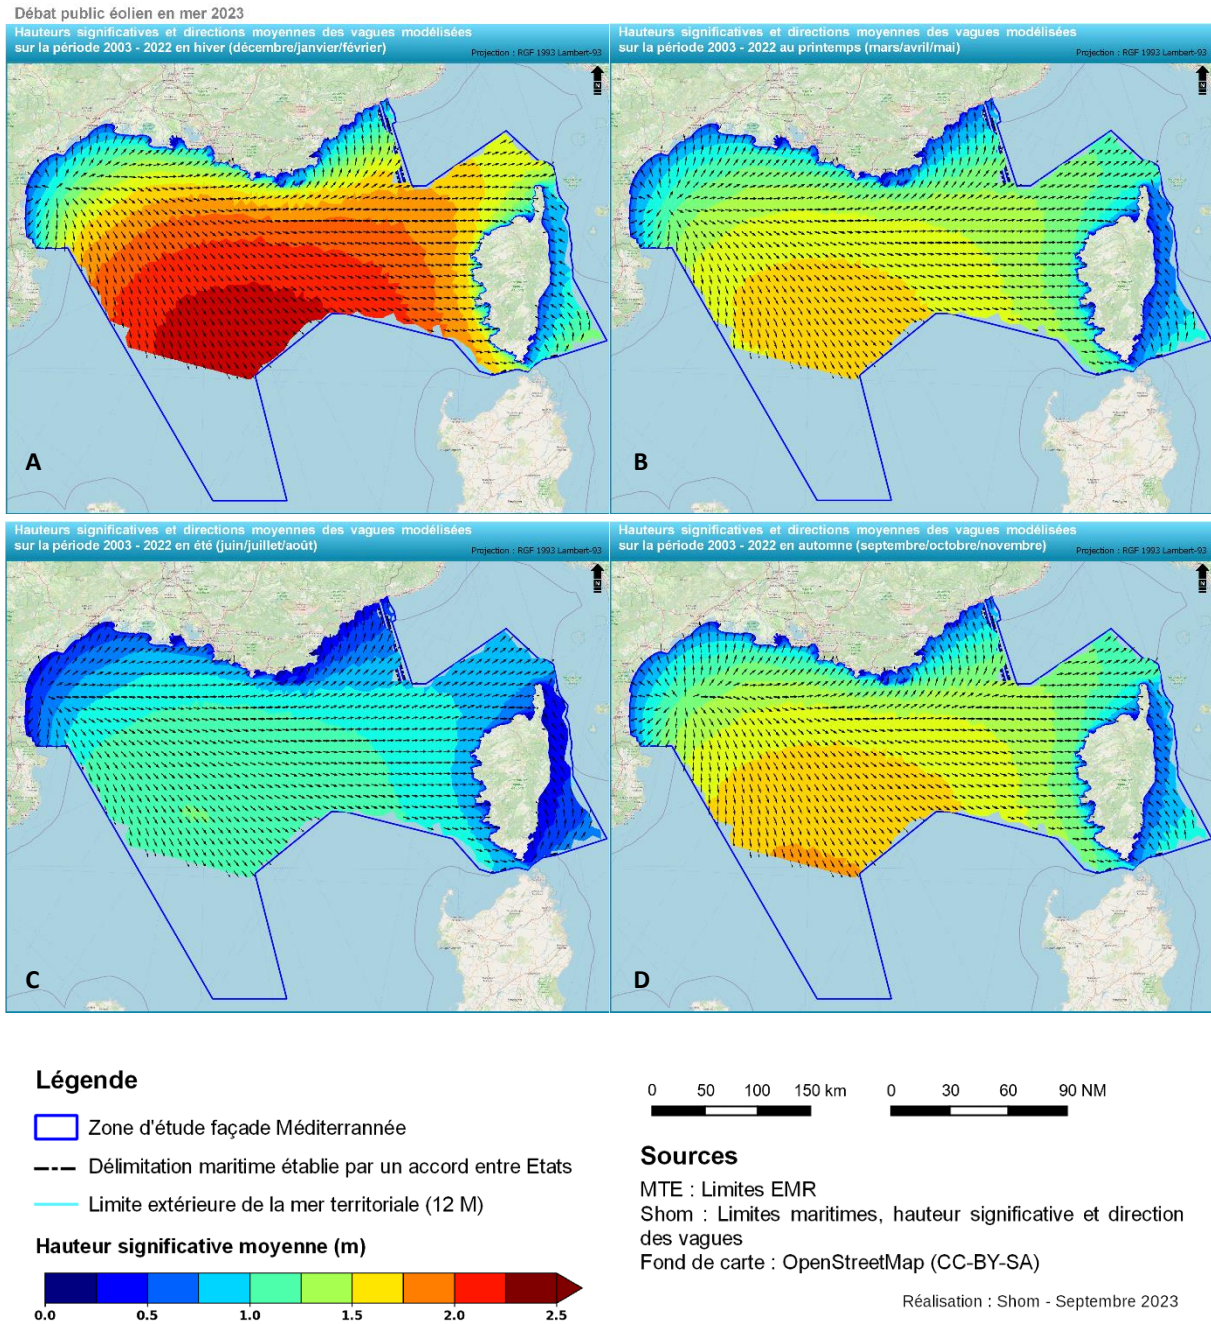 Débat public éolien en mer 2023
Hauteurs significatives et directions moyennes des vagues modélisées
sur la période 2003 - 2022 en hiver (décembre/janvier/février)
Projection : RGF 1993 Lambert-93
N
A
Hauteurs significatives et directions moyennes des vagues modélisées
sur la période 2003 - 2022 au printemps (mars/avril/mai)
Projection : RGF 1993 Lambert-93
N
B
Hauteurs significatives et directions moyennes des vagues modélisées
sur la période 2003 - 2022 en été (juin/juillet/août)
Projection : RGF 1993 Lambert-93
N
C
Hauteurs significatives et directions moyennes des vagues modélisées
sur la période 2003 - 2022 en automne (septembre/octobre/novembre)
Projection : RGF 1993 Lambert-93
N
D
Légende
Zone d'étude façade Méditerrannée
Délimitation maritime établie par un accord entre Etats
Limite extérieure de la mer territoriale (12 M)
Hauteur significative moyenne (m)
0.0 0.5 1.0 1.5 2.0 2.5
0 50 100 150 km
0 30 60 90 NM
Sources
MTE : Limites EMR
Shom : Limites maritimes, hauteur significative et direction
des vagues
Fond de carte : OpenStreetMap (CC-BY-SA)
Réalisation : Shom - Septembre 2023